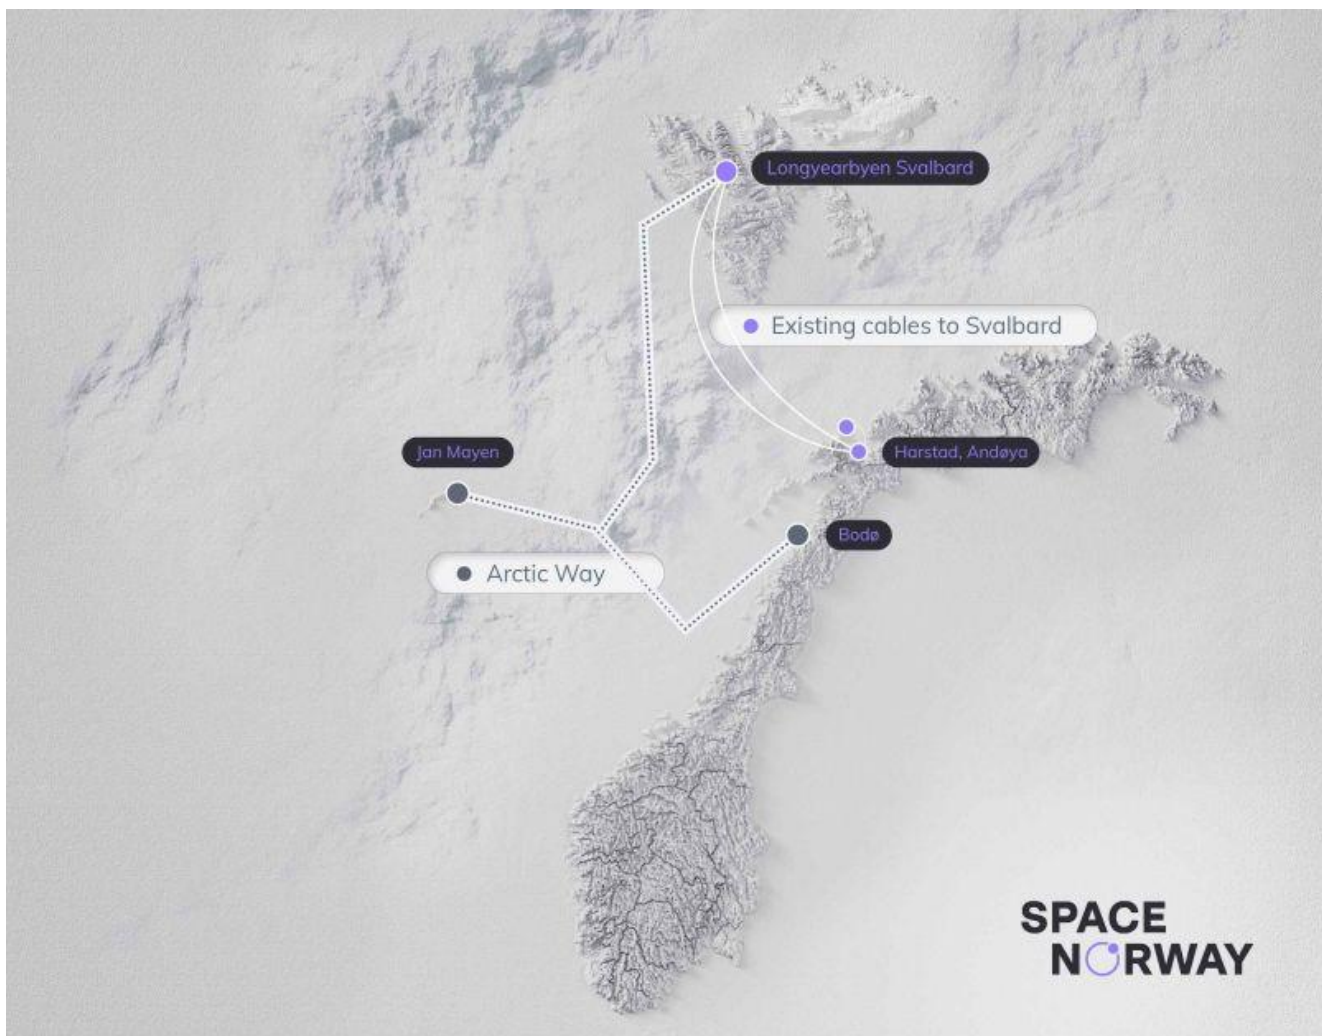 Longyearbyen Svalbard
Existing cables to Svalbard
Jan Mayen
Harstad, Andøya
Bodø
Arctic Way
SPACE
NORWAY